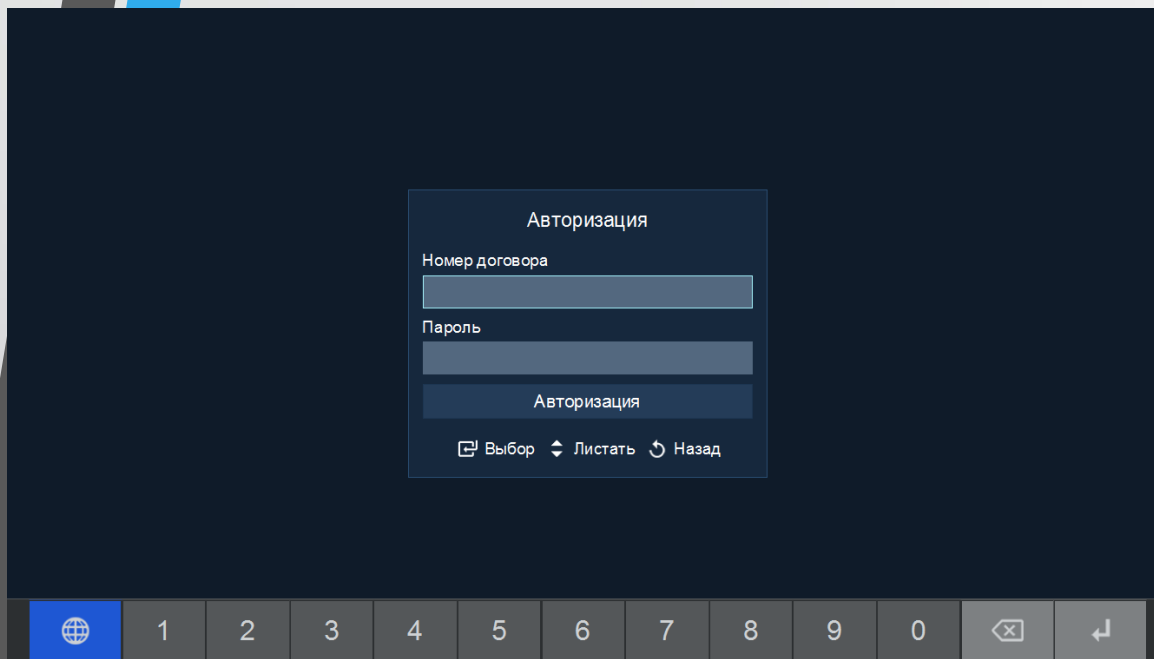 Авторизация
Номер договора
Пароль
Авторизация
Выбор Листать Назад
1 2 3 4 5 6 7 8 9 0